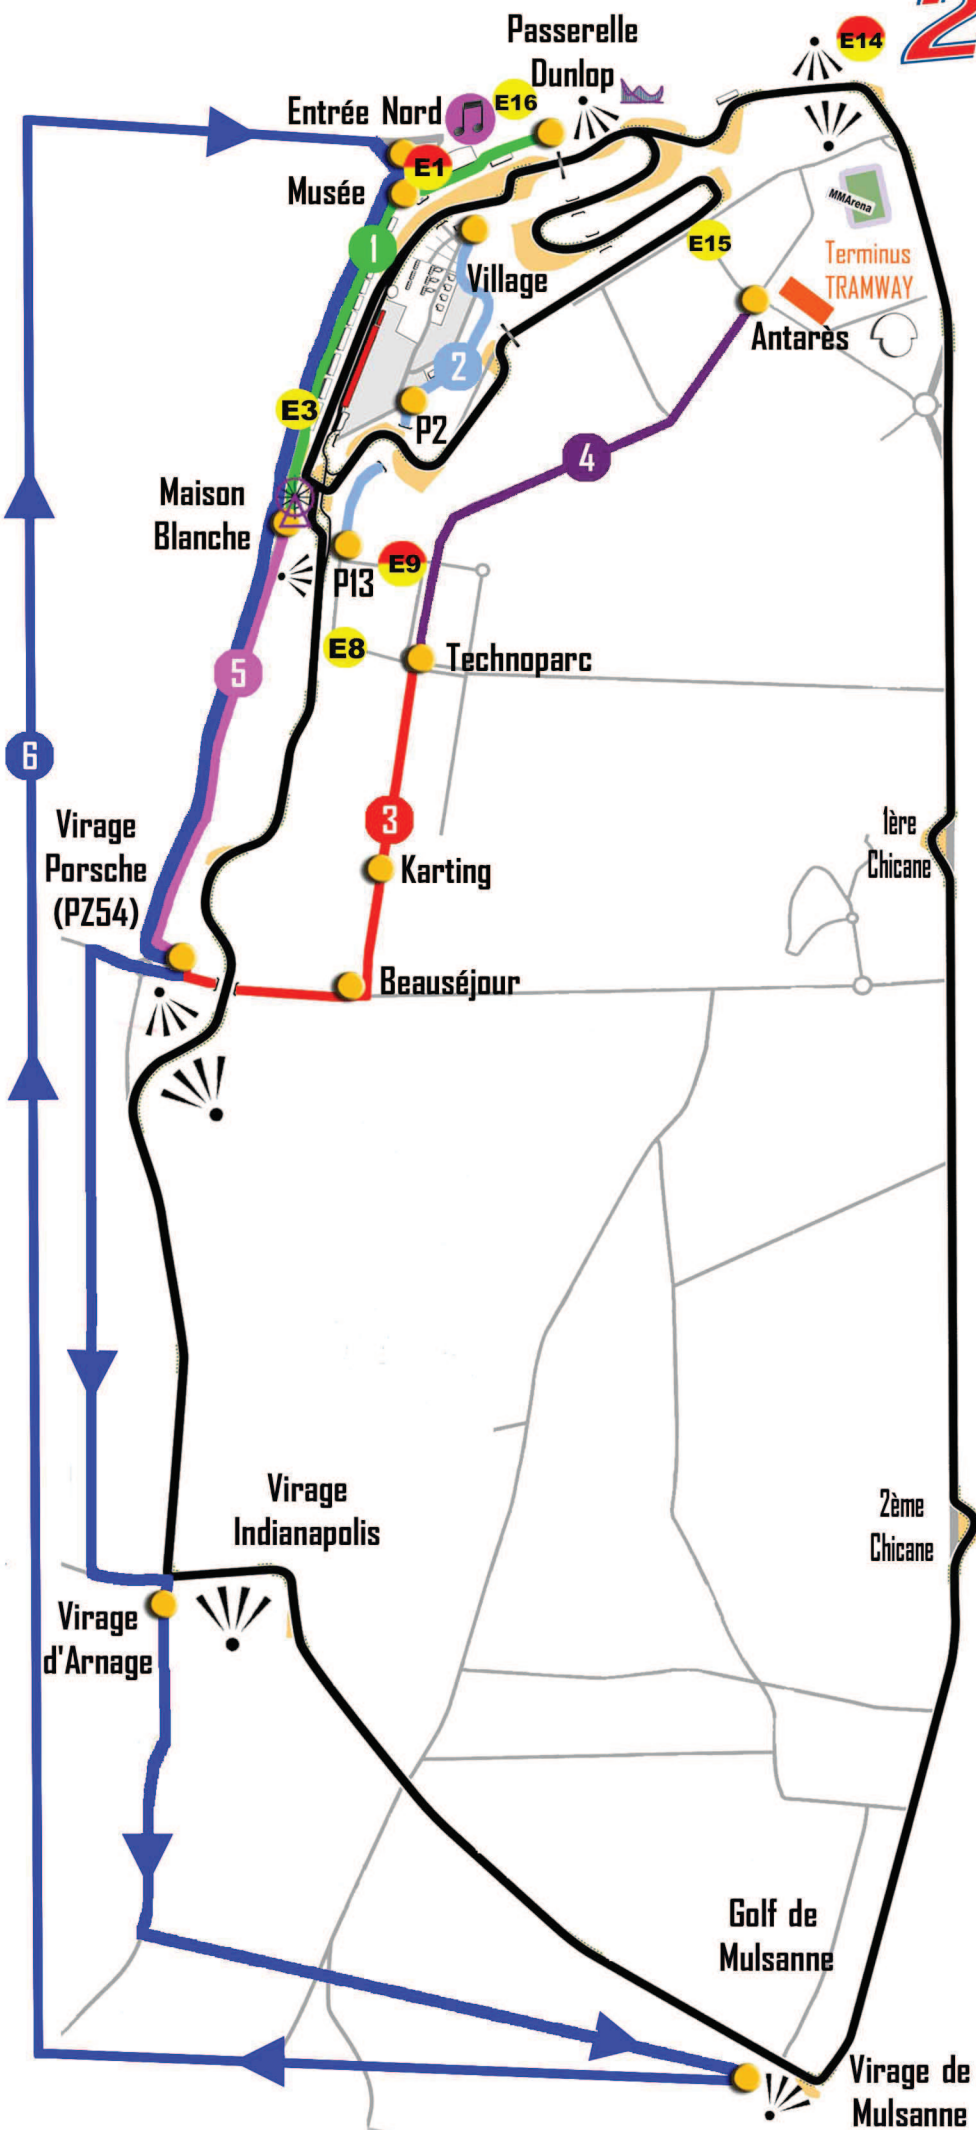 2
Passerelle
Dunlop
E14
Entrée Nord
E16
E1
Musée
MMArena
1
E15
Terminus
TRAMWAY
Village
Antarès
2
E3
P2
4
Maison
Blanche
E9
P13
E8
Technoparc
5
6
3
Virage
Porsche
(PZ54)
1ère
Chicane
Karting
Beauséjour
Virage
Indianapolis
2ème
Chicane
Virage
d'Arnage
Golf de
Mulsanne
Virage de
Mulsanne